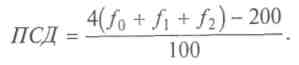 ПСД = 4(f₀ + f₁ + f₂) – 200 / 100.